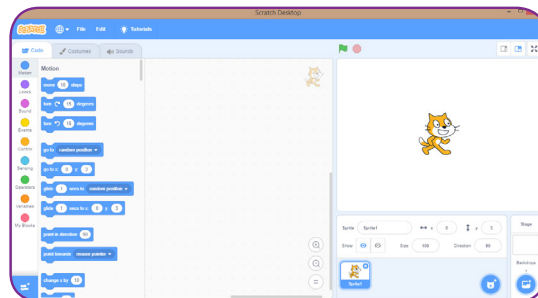 Scratch Desktop
SCRATCH File Edit Tutorials
Code Costumes Sounds
Motion
Looks
Sound
Events
Control
Sensing
Operators
Variables
My Blocks
Motion
move 10 steps
turn 15 degrees
turn 15 degrees
go to random position
go to x: 0 y: 0
glide 1 secs to random position
glide 1 secs to x: 0 y: 0
point in direction 90
point towards mouse-pointer
change x by 10
Sprite Sprite1 x 0 y 0
Show Size 100 Direction 90
Sprite1
Stage
Backdrops